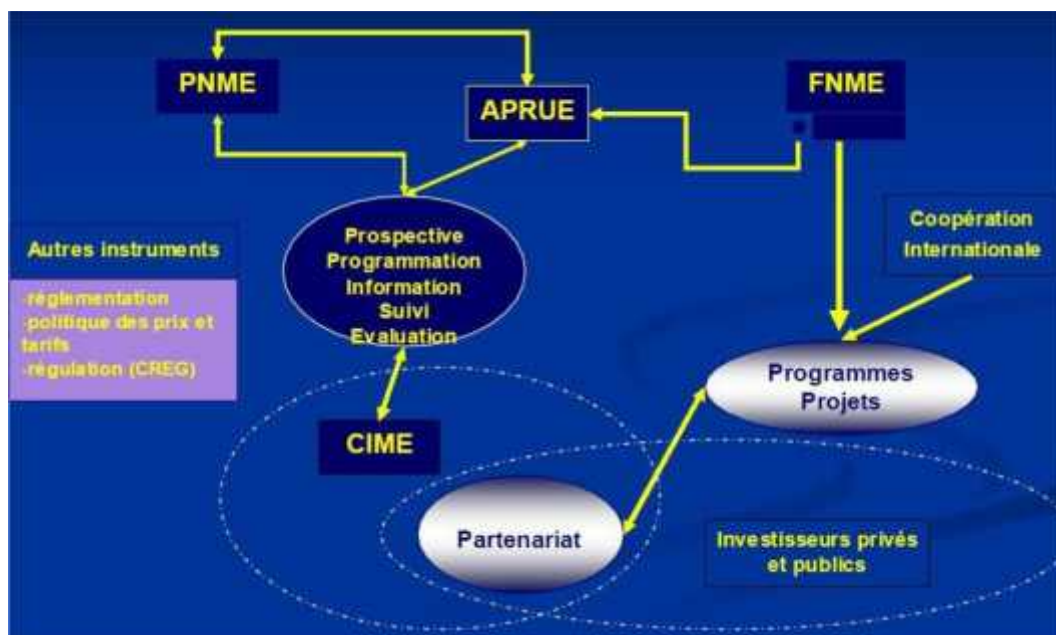 PNME
APRUE
FNME
Prospective
Programmation
Information
Suivi
Evaluation
Autres instruments
-réglementation
-politique des prix et
tarifs
-régulation (CREG)
Coopération
Internationale
Programmes
Projets
CIME
Partenariat
Investisseurs privés
et publics